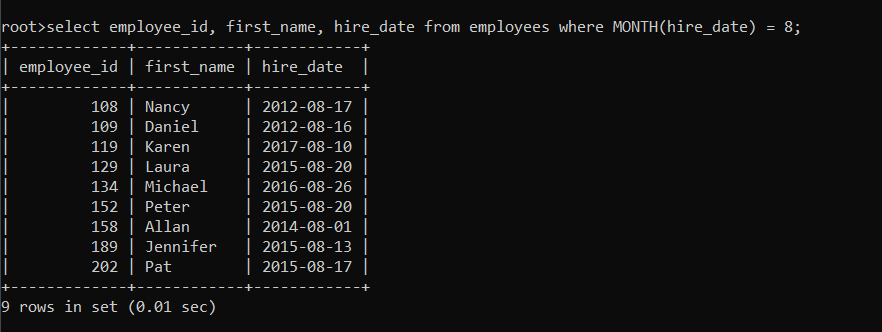 root>select employee_id, first_name, hire_date from employees where MONTH(hire_date) = 8;
+-------------+------------+------------+
| employee_id | first_name | hire_date  |
+-------------+------------+------------+
|         108 | Nancy      | 2012-08-17 |
|         109 | Daniel     | 2012-08-16 |
|         119 | Karen      | 2017-08-10 |
|         129 | Laura      | 2015-08-20 |
|         134 | Michael    | 2016-08-26 |
|         152 | Peter      | 2015-08-20 |
|         158 | Allan      | 2014-08-01 |
|         189 | Jennifer   | 2015-08-13 |
|         202 | Pat        | 2015-08-17 |
+-------------+------------+------------+
9 rows in set (0.01 sec)